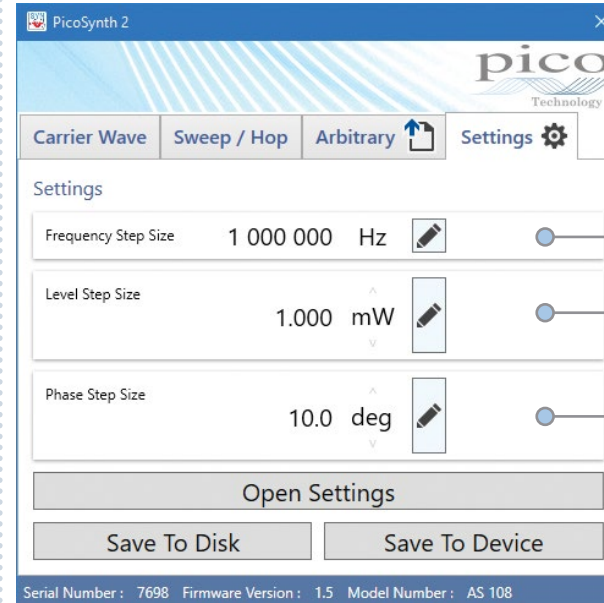 PicoSynth 2
pico
Technology
Carrier Wave Sweep / Hop Arbitrary Settings
Settings
Frequency Step Size 1 000 000 Hz
Level Step Size
1.000 mW
Phase Step Size
10.0 deg
Open Settings
Save To Disk Save To Device
Serial Number : 7698 Firmware Version : 1.5 Model Number : AS 108